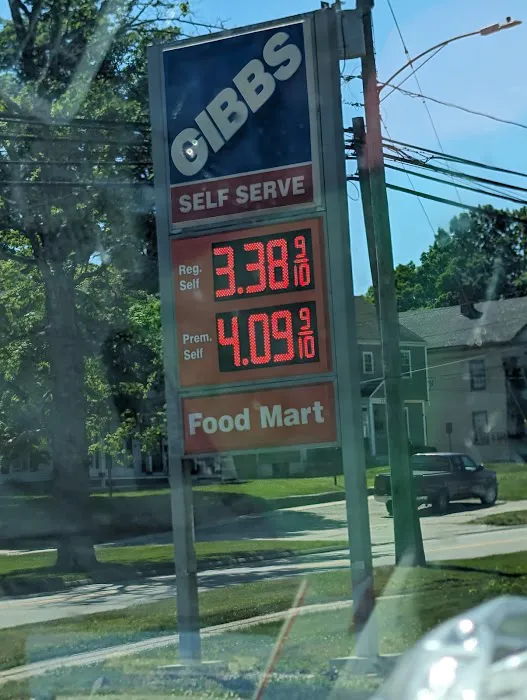 GIBBS
SELF SERVE
Reg.
Self
3.38 9/10
Prem.
Self
4.09 9/10
Food Mart